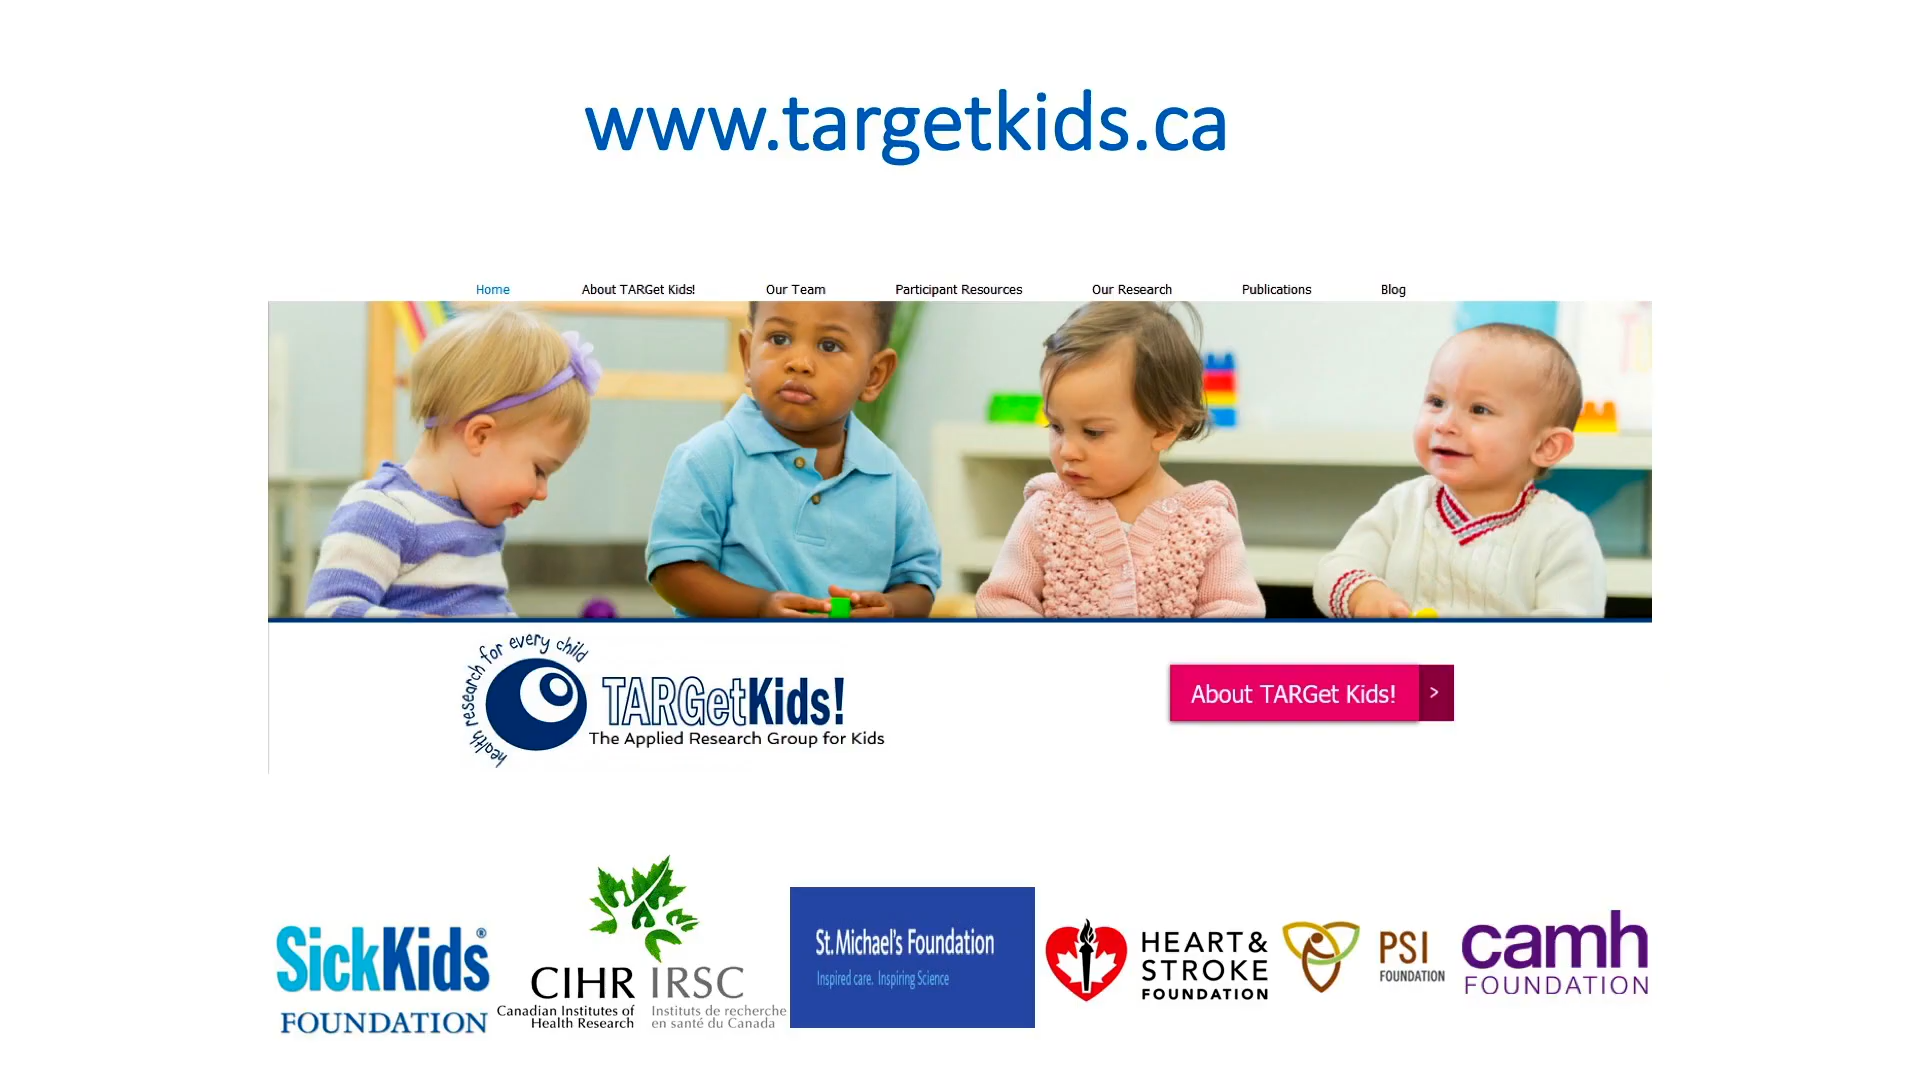 www.targetkids.ca
Home About TARGet Kids! Our Team Participant Resources Our Research Publications Blog
health research for every child
TARGetKids!
The Applied Research Group for Kids
About TARGet Kids! >
SickKids®
FOUNDATION
CIHR IRSC
Canadian Institutes of Health Research
Instituts de recherche en santé du Canada
St.Michael's Foundation
Inspired care. Inspiring Science
HEART &
STROKE
FOUNDATION
PSI
FOUNDATION
camh
FOUNDATION